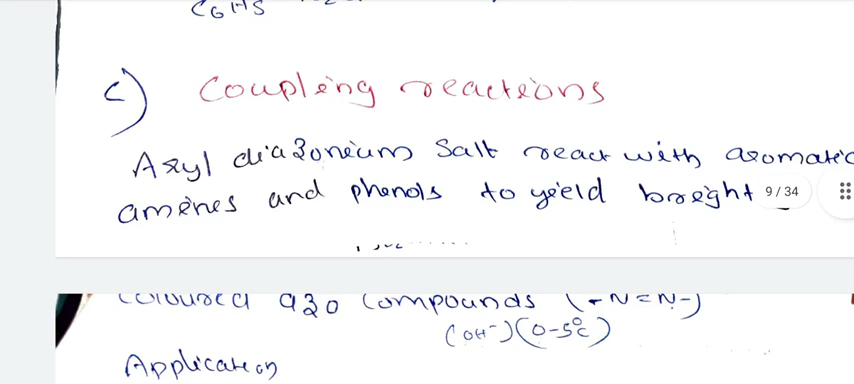 C6H5
c) Coupling reactions
Aryl diazonium Salt react with aromatic
amines and phenols to yield bright
9 / 34
coloured azo compounds (-N=N-)
(OH-)(0-5°C)
Application